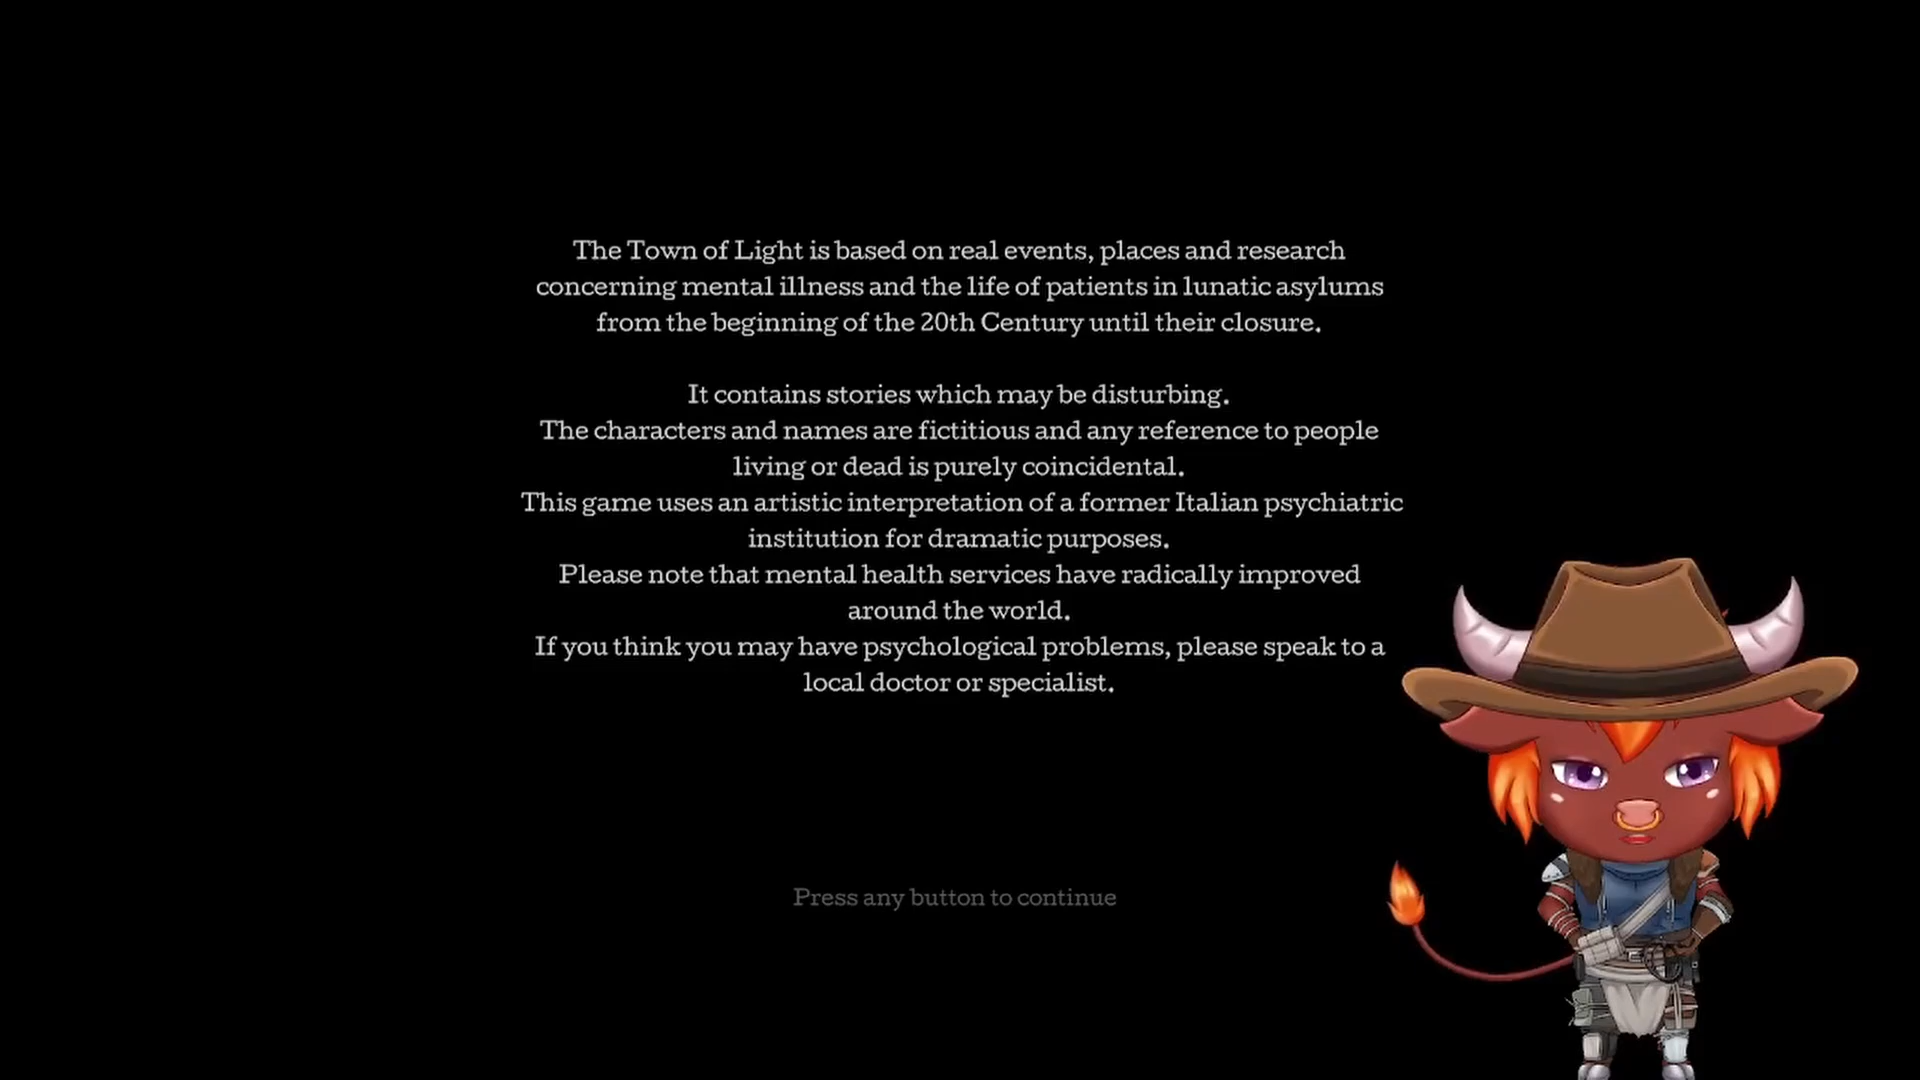 The Town of Light is based on real events, places and research
concerning mental illness and the life of patients in lunatic asylums
from the beginning of the 20th Century until their closure.
It contains stories which may be disturbing.
The characters and names are fictitious and any reference to people
living or dead is purely coincidental.
This game uses an artistic interpretation of a former Italian psychiatric
institution for dramatic purposes.
Please note that mental health services have radically improved
around the world.
If you think you may have psychological problems, please speak to a
local doctor or specialist.
Press any button to continue